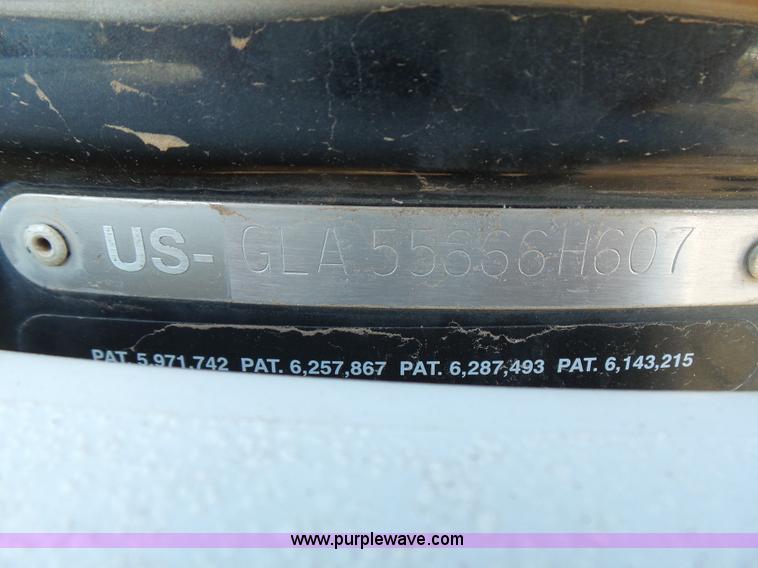 US- GLA 55666H607
PAT. 5,971,742 PAT. 6,257,867 PAT. 6,287,493 PAT. 6,143,215
www.purplewave.com